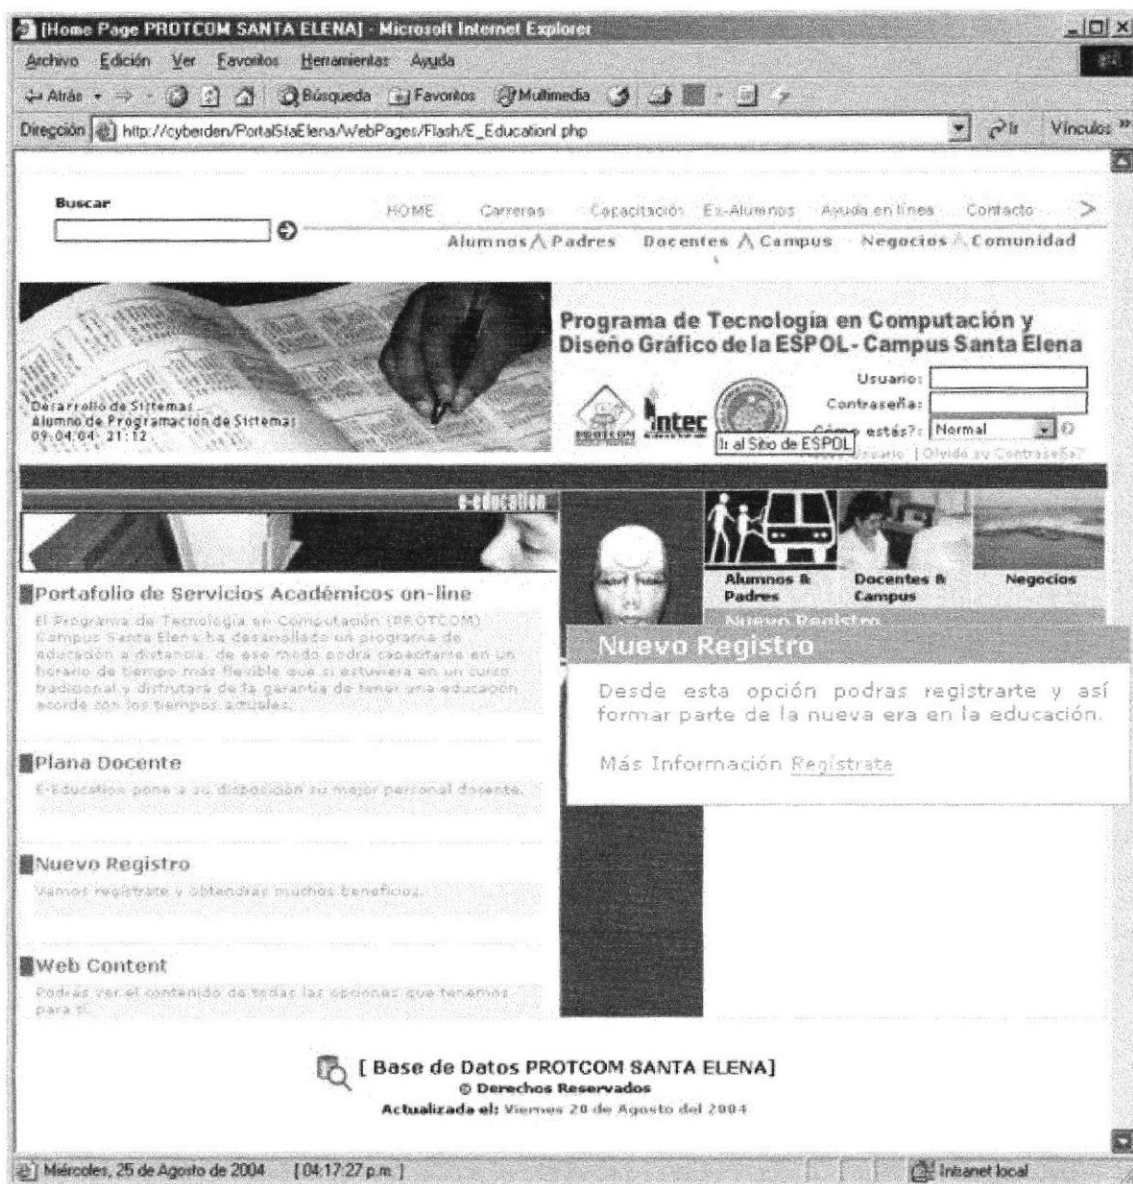 [Home Page PROTCOM SANTA ELENA] - Microsoft Internet Explorer
Archivo Edición Ver Favoritos Herramientas Ayuda
Atrás Búsqueda Favoritos Multimedia
Dirección http://cyberden/PortalStaElena/WebPages/Flash/E_EducationI.php Ir Vínculos »
Buscar
HOME Carreras Capacitación Ex-Alumnos Ayuda en línea Contacto >
Alumnos Padres Docentes Campus Negocios Comunidad
Programa de Tecnología en Computación y
Diseño Gráfico de la ESPOL- Campus Santa Elena
Desarrollo de Sistemas
Alumno de Programación de Sistemas
09:04:04 21:12
PROTCOM
intec
Usuario:
Contraseña:
Cómo estás?: Normal
Ir al Sitio de ESPOL
Usuario | Olvido su Contraseña?
e-education
Alumnos & Padres
Docentes & Campus
Negocios
Portafolio de Servicios Académicos on-line
El Programa de Tecnología en Computación (PROTCOM)
Campus Santa Elena ha desarrollado un programa de
educación a distancia, de ese modo podrá capacitarse en un
horario de tiempo más flexible que si estuviera en un curso
tradicional y disfrutara de la garantía de tener una educación
acorde con los tiempos actuales.
Nuevo Registro
Nuevo Registro
Desde esta opción podras registrarte y así
formar parte de la nueva era en la educación.
Más Información Regístrate
Plana Docente
E-Education pone a su disposición su mejor personal docente.
Nuevo Registro
Vamos regístrate y obtendras muchos beneficios.
Web Content
Podras ver el contenido de todas las opciones que tenemos
para ti.
[ Base de Datos PROTCOM SANTA ELENA]
© Derechos Reservados
Actualizada el: Viernes 20 de Agosto del 2004
Miércoles, 25 de Agosto de 2004 [ 04:17:27 p.m. ] Intranet local